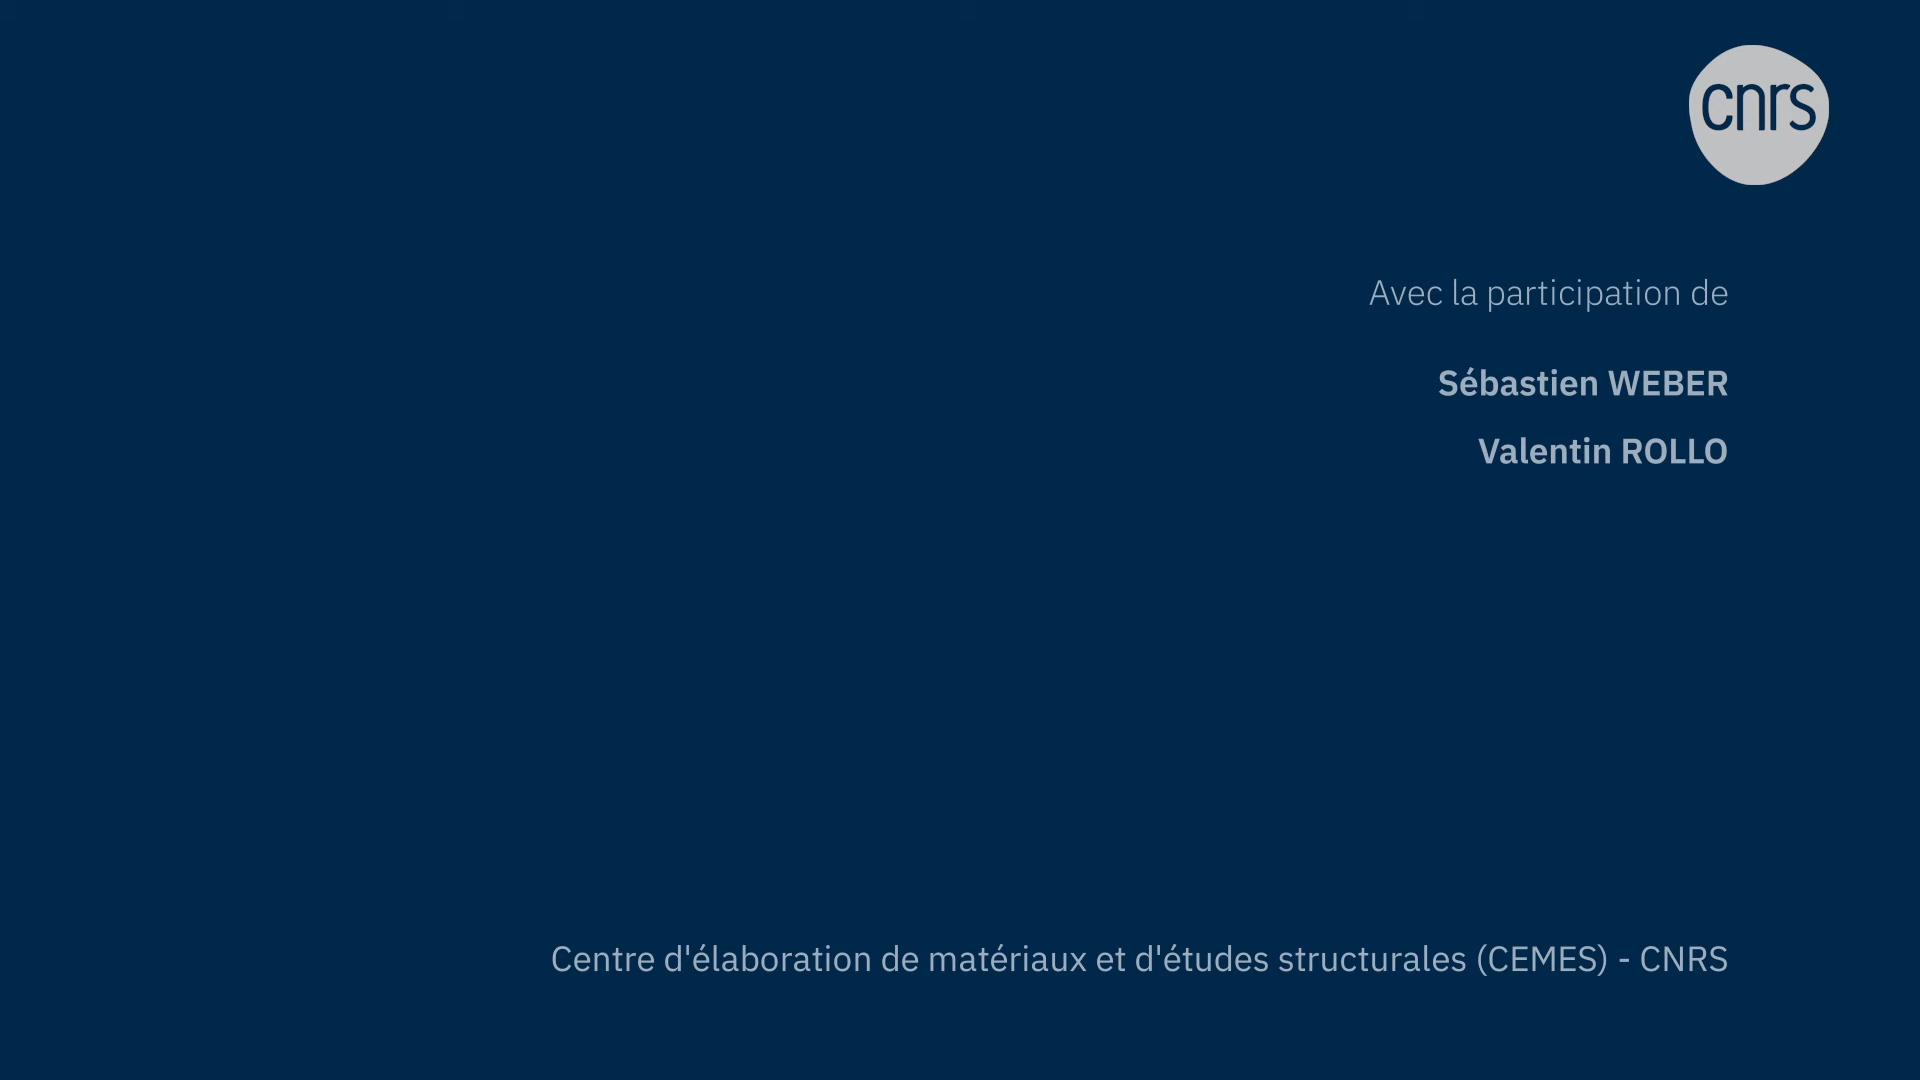 cnrs
Avec la participation de
Sébastien WEBER
Valentin ROLLO
Centre d'élaboration de matériaux et d'études structurales (CEMES) - CNRS